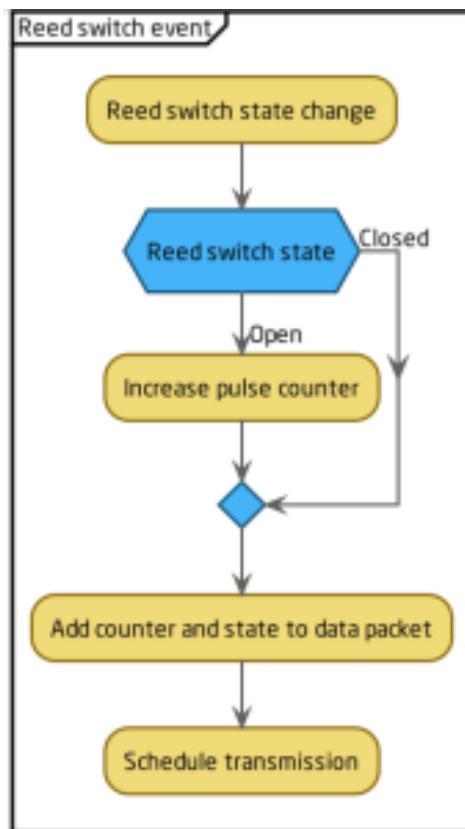 Reed switch event
Reed switch state change
Reed switch state
Closed
Open
Increase pulse counter
Add counter and state to data packet
Schedule transmission